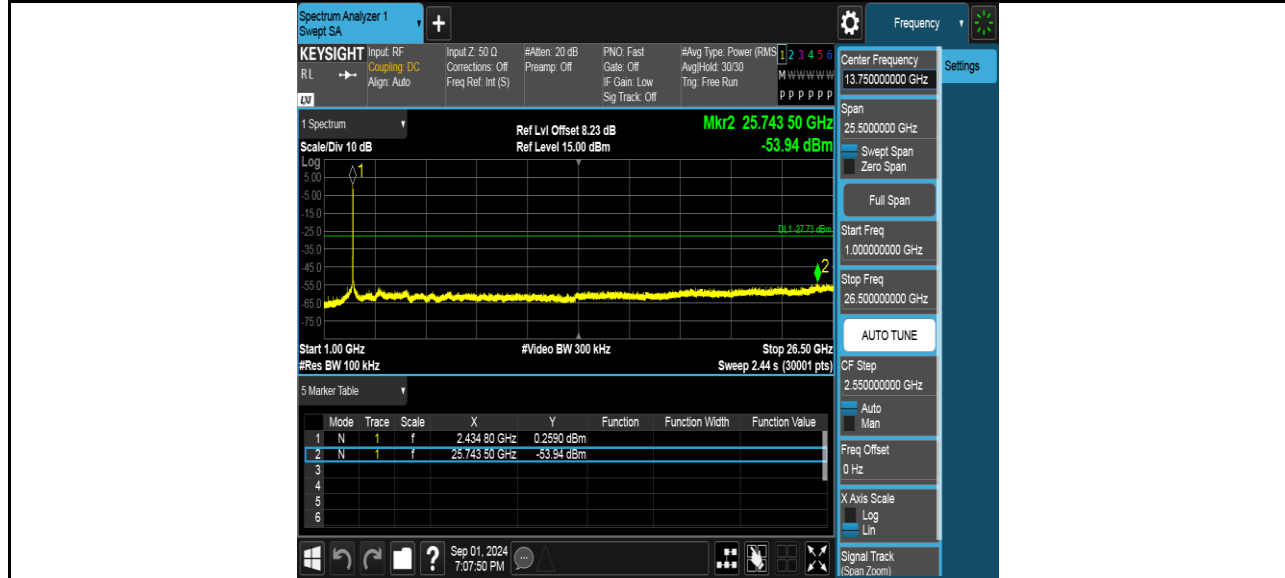 Spectrum Analyzer 1
Swept SA
+
Frequency
KEYSIGHT
RL
LXI
Input: RF
Coupling: DC
Align: Auto
Input Z: 50 Ω
Corrections: Off
Freq Ref: Int (S)
#Atten: 20 dB
Preamp: Off
PNO: Fast
Gate: Off
IF Gain: Low
Sig Track: Off
#Avg Type: Power (RMS
Avg|Hold: 30/30
Trig: Free Run
1 2 3 4 5 6
M W W W W W
P P P P P P
1 Spectrum
Scale/Div 10 dB
Ref Lvl Offset 8.23 dB
Ref Level 15.00 dBm
Mkr2 25.743 50 GHz
-53.94 dBm
Log
5.00
-5.00
-15.0
-25.0
-35.0
-45.0
-55.0
-65.0
-75.0
1
DL1 -27.73 dBm
2
Start 1.00 GHz
#Res BW 100 kHz
#Video BW 300 kHz
Stop 26.50 GHz
Sweep 2.44 s (30001 pts)
5 Marker Table
Mode Trace Scale X Y Function Function Width Function Value
1 N 1 f 2.434 80 GHz 0.2590 dBm
2 N 1 f 25.743 50 GHz -53.94 dBm
3
4
5
6
Sep 01, 2024
7:07:50 PM
?
Center Frequency
13.750000000 GHz
Settings
Span
25.5000000 GHz
Swept Span
Zero Span
Full Span
Start Freq
1.000000000 GHz
Stop Freq
26.500000000 GHz
AUTO TUNE
CF Step
2.550000000 GHz
Auto
Man
Freq Offset
0 Hz
X Axis Scale
Log
Lin
Signal Track
(Span Zoom)